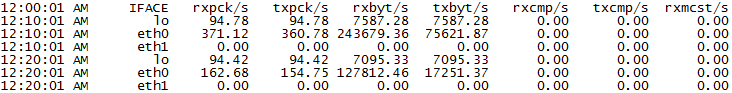 12:00:01 AM IFACE rxpck/s txpck/s rxbyt/s txbyt/s rxcmp/s txcmp/s rxmcst/s
12:10:01 AM lo 94.78 94.78 7587.28 7587.28 0.00 0.00 0.00
12:10:01 AM eth0 371.12 360.78 243679.36 75621.87 0.00 0.00 0.00
12:10:01 AM eth1 0.00 0.00 0.00 0.00 0.00 0.00 0.00
12:20:01 AM lo 94.42 94.42 7095.33 7095.33 0.00 0.00 0.00
12:20:01 AM eth0 162.68 154.75 127812.46 17251.37 0.00 0.00 0.00
12:20:01 AM eth1 0.00 0.00 0.00 0.00 0.00 0.00 0.00